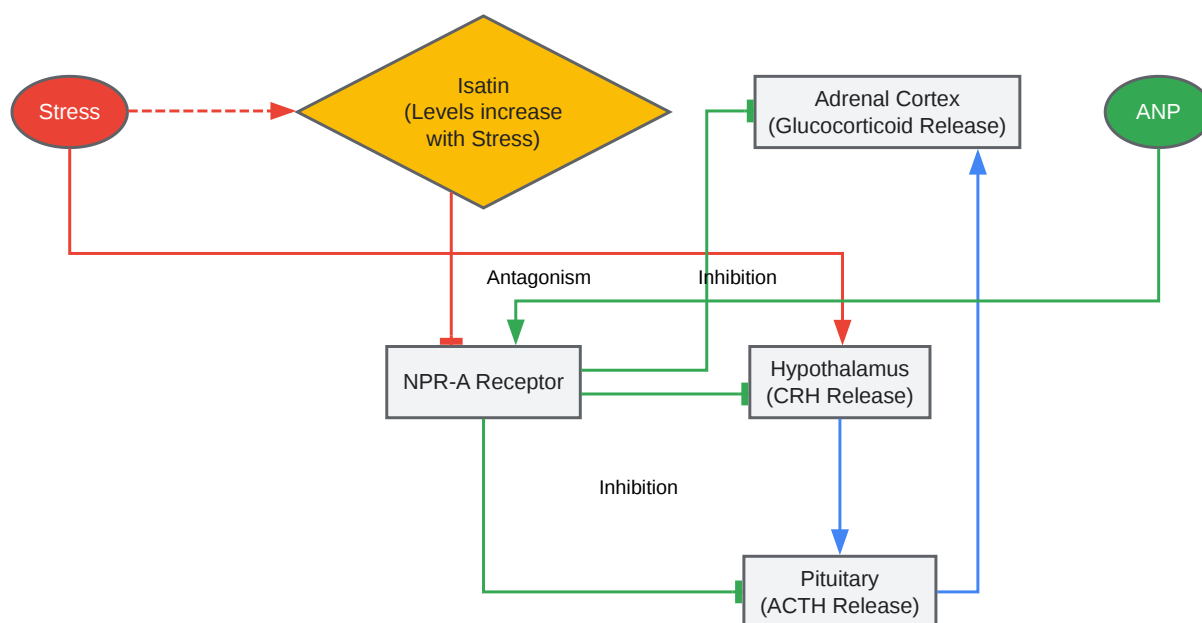 Stress
Isatin
(Levels increase
with Stress)
Adrenal Cortex
(Glucocorticoid Release)
ANP
Antagonism
Inhibition
NPR-A Receptor
Hypothalamus
(CRH Release)
Inhibition
Pituitary
(ACTH Release)